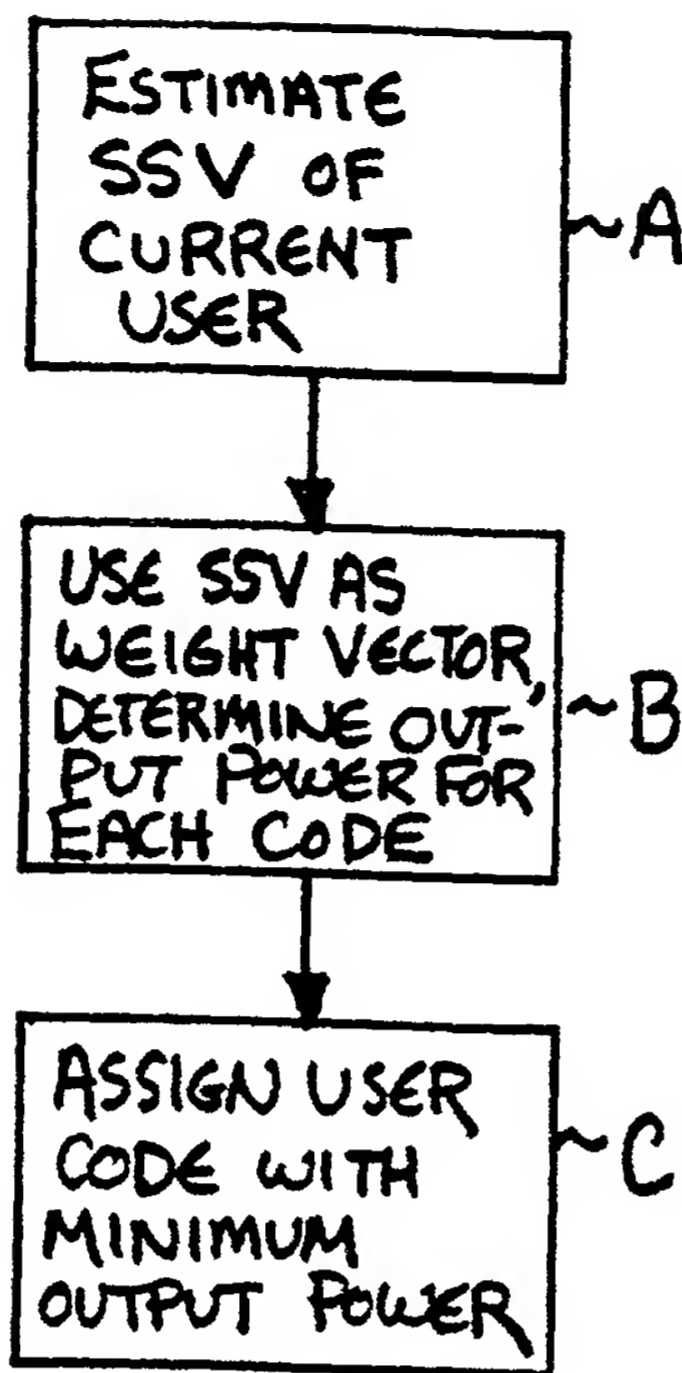 ESTIMATE
SSV OF
CURRENT
USER
~A
USE SSV AS
WEIGHT VECTOR,
DETERMINE OUT-
PUT POWER FOR
EACH CODE
~B
ASSIGN USER
CODE WITH
MINIMUM
OUTPUT POWER
~C